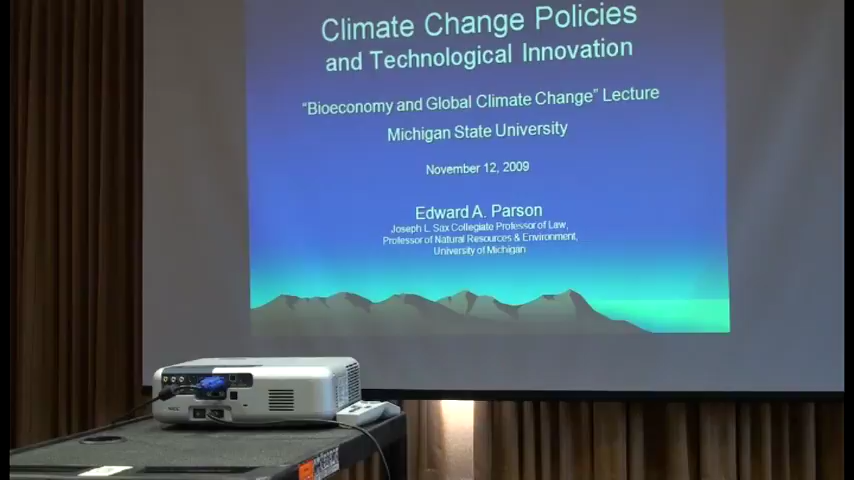 Climate Change Policies
and Technological Innovation
"Bioeconomy and Global Climate Change" Lecture
Michigan State University
November 12, 2009
Edward A. Parson
Joseph L. Sax Collegiate Professor of Law,
Professor of Natural Resources & Environment,
University of Michigan